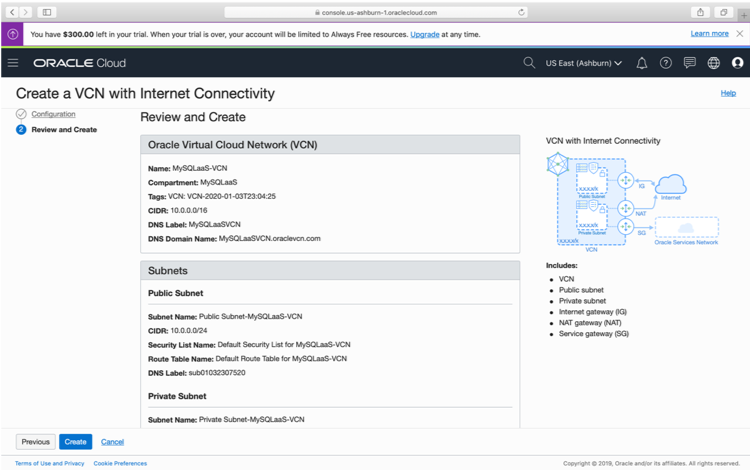 console.us-ashburn-1.oraclecloud.com
You have $300.00 left in your trial. When your trial is over, your account will be limited to Always Free resources. Upgrade at any time.
Learn more
ORACLE Cloud
US East (Ashburn)
Create a VCN with Internet Connectivity
Help
Configuration
2 Review and Create
Review and Create
Oracle Virtual Cloud Network (VCN)
Name: MySQLaaS-VCN
Compartment: MySQLaaS
Tags: VCN: VCN-2020-01-03T23:04:25
CIDR: 10.0.0.0/16
DNS Label: MySQLaaSVCN
DNS Domain Name: MySQLaaSVCN.oraclevcn.com
Subnets
Public Subnet
Subnet Name: Public Subnet-MySQLaaS-VCN
CIDR: 10.0.0.0/24
Security List Name: Default Security List for MySQLaaS-VCN
Route Table Name: Default Route Table for MySQLaaS-VCN
DNS Label: sub01032307520
Private Subnet
Subnet Name: Private Subnet-MySQLaaS-VCN
VCN with Internet Connectivity
x.x.x.x/x
Public Subnet
IG
Internet
NAT
x.x.x.x/x
Private Subnet
SG
x.x.x.x/x
Oracle Services Network
VCN
Includes:
• VCN
• Public subnet
• Private subnet
• Internet gateway (IG)
• NAT gateway (NAT)
• Service gateway (SG)
Previous
Create
Cancel
Terms of Use and Privacy
Cookie Preferences
Copyright © 2019, Oracle and/or its affiliates. All rights reserved.